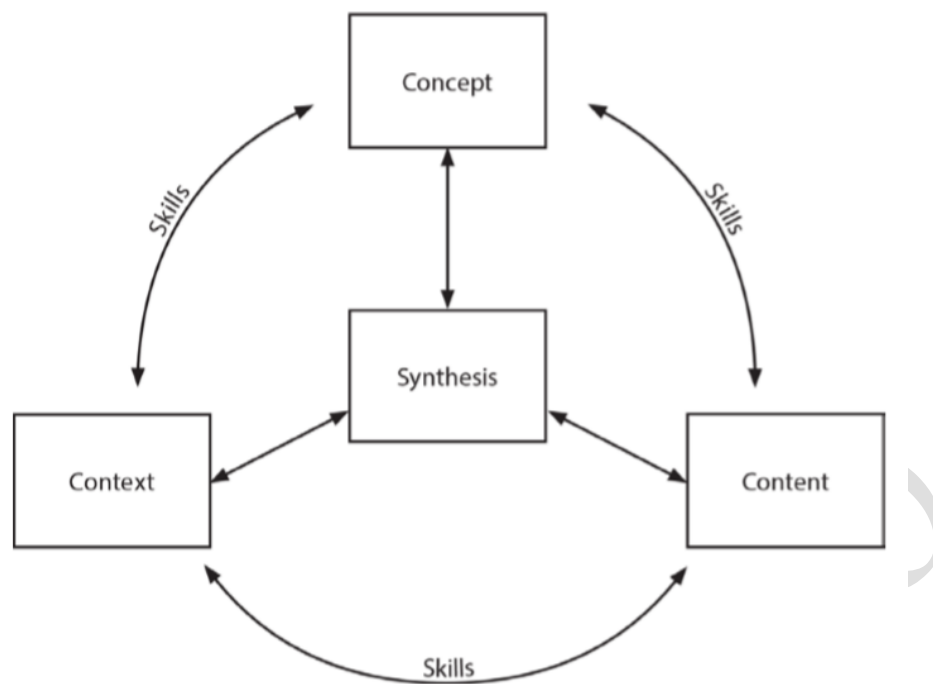 Concept
Skills
Skills
Synthesis
Context
Content
Skills